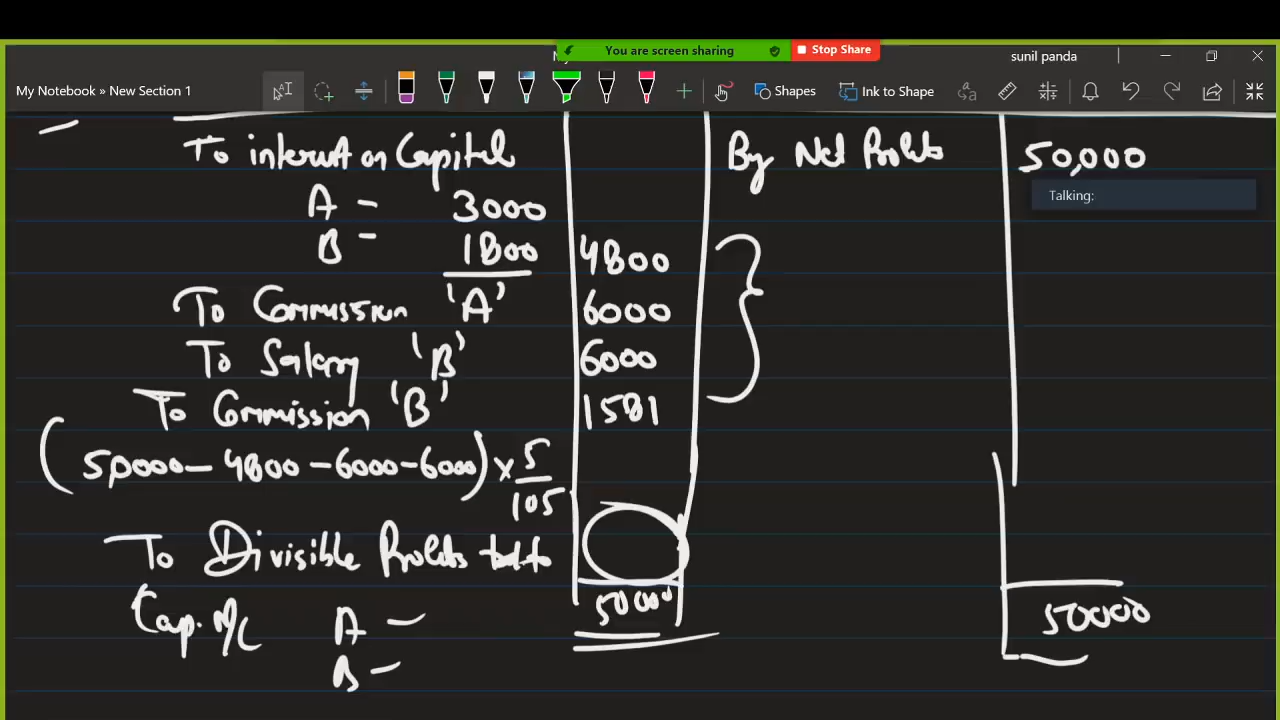 You are screen sharing
Stop Share
sunil panda
My Notebook » New Section 1
Shapes
Ink to Shape
To interest on Capital
By Net Profits 50,000
Talking:
A - 3000
B - 1800 4800
To Commission 'A' 6000
To Salary 'B' 6000
To Commission 'B' 1581
(50000 - 4800 - 6000 - 6000) × 5/105
To Divisible Profits
50000 50000
Cap. A/C A -
B -